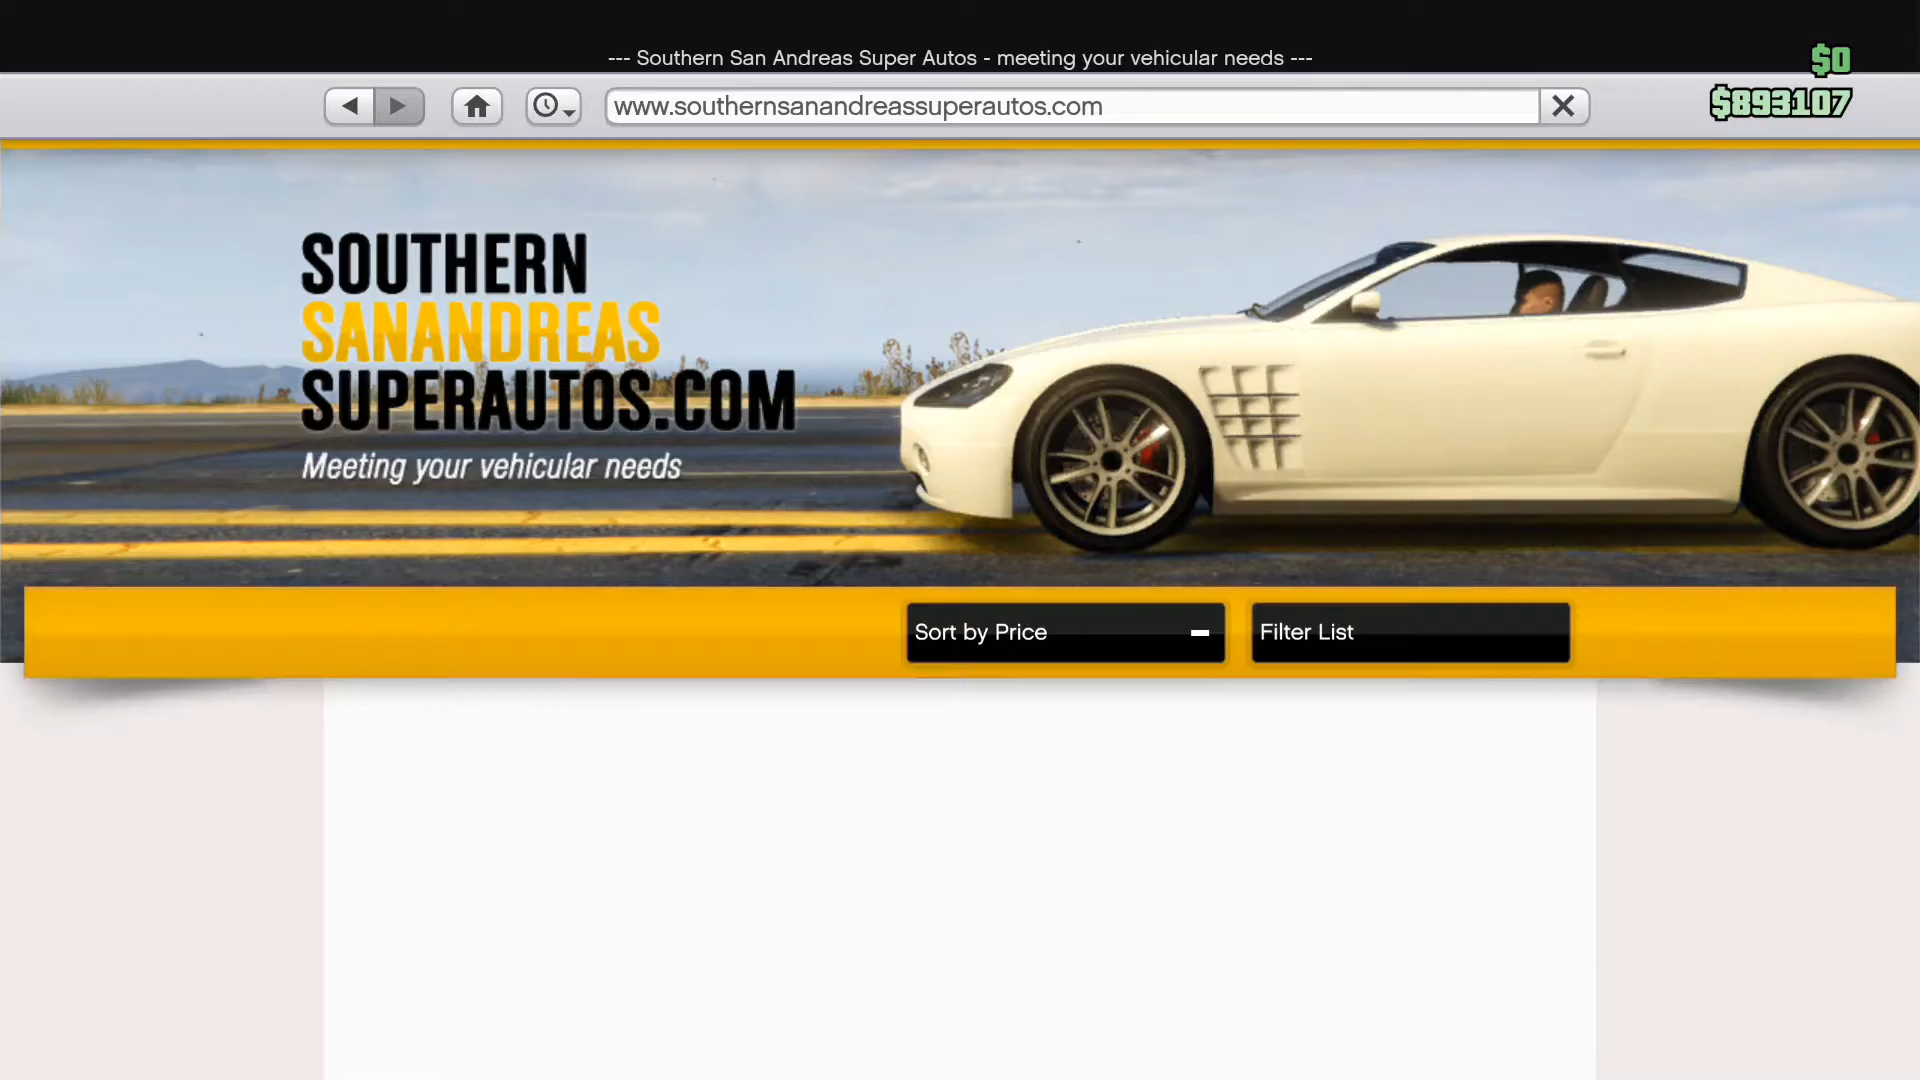 --- Southern San Andreas Super Autos - meeting your vehicular needs ---
$0
www.southernsanandreassuperautos.com
$893107
SOUTHERN
SANANDREAS
SUPERAUTOS.COM
Meeting your vehicular needs
Sort by Price
Filter List